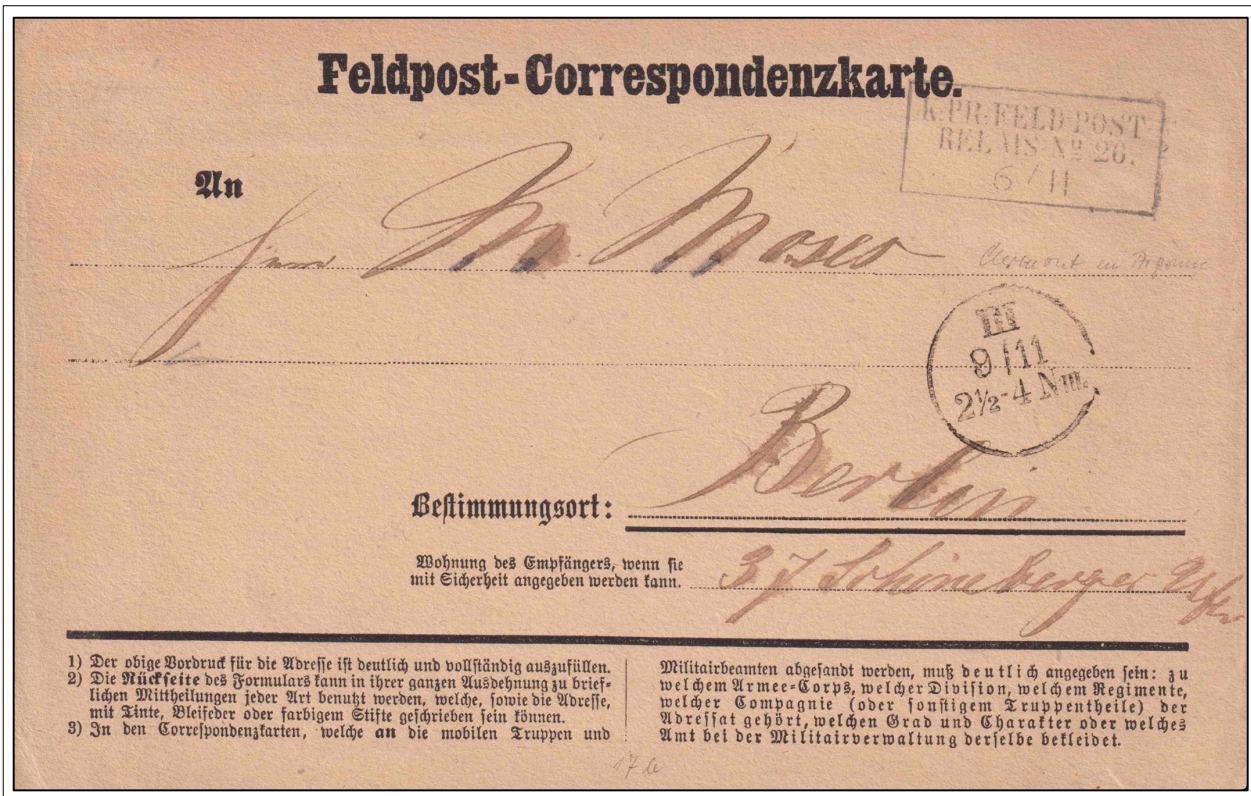 Feldpost-Correspondenzkarte.
K:PR:FELD-POST
RELAIS № 26.
6/11
An
Herrn M. Moser
Clermont en Argonne
III
9/11
2½-4 Nm.
Berlin
Bestimmungsort:
Wohnung des Empfängers, wenn sie
mit Sicherheit angegeben werden kann.
37 Schöneberger Ufer
1) Der obige Vordruck für die Adresse ist deutlich und vollständig auszufüllen.
2) Die Rückseite des Formulars kann in ihrer ganzen Ausdehnung zu brief-
lichen Mittheilungen jeder Art benutzt werden, welche, sowie die Adresse,
mit Tinte, Bleifeder oder farbigem Stifte geschrieben sein können.
3) In den Correspondenzkarten, welche an die mobilen Truppen und
Militairbeamten abgesandt werden, muß deutlich angegeben sein: zu
welchem Armee-Corps, welcher Division, welchem Regimente,
welcher Compagnie (oder sonstigem Truppentheile) der
Adressat gehört, welchen Grad und Charakter oder welches
Amt bei der Militairverwaltung derselbe bekleidet.